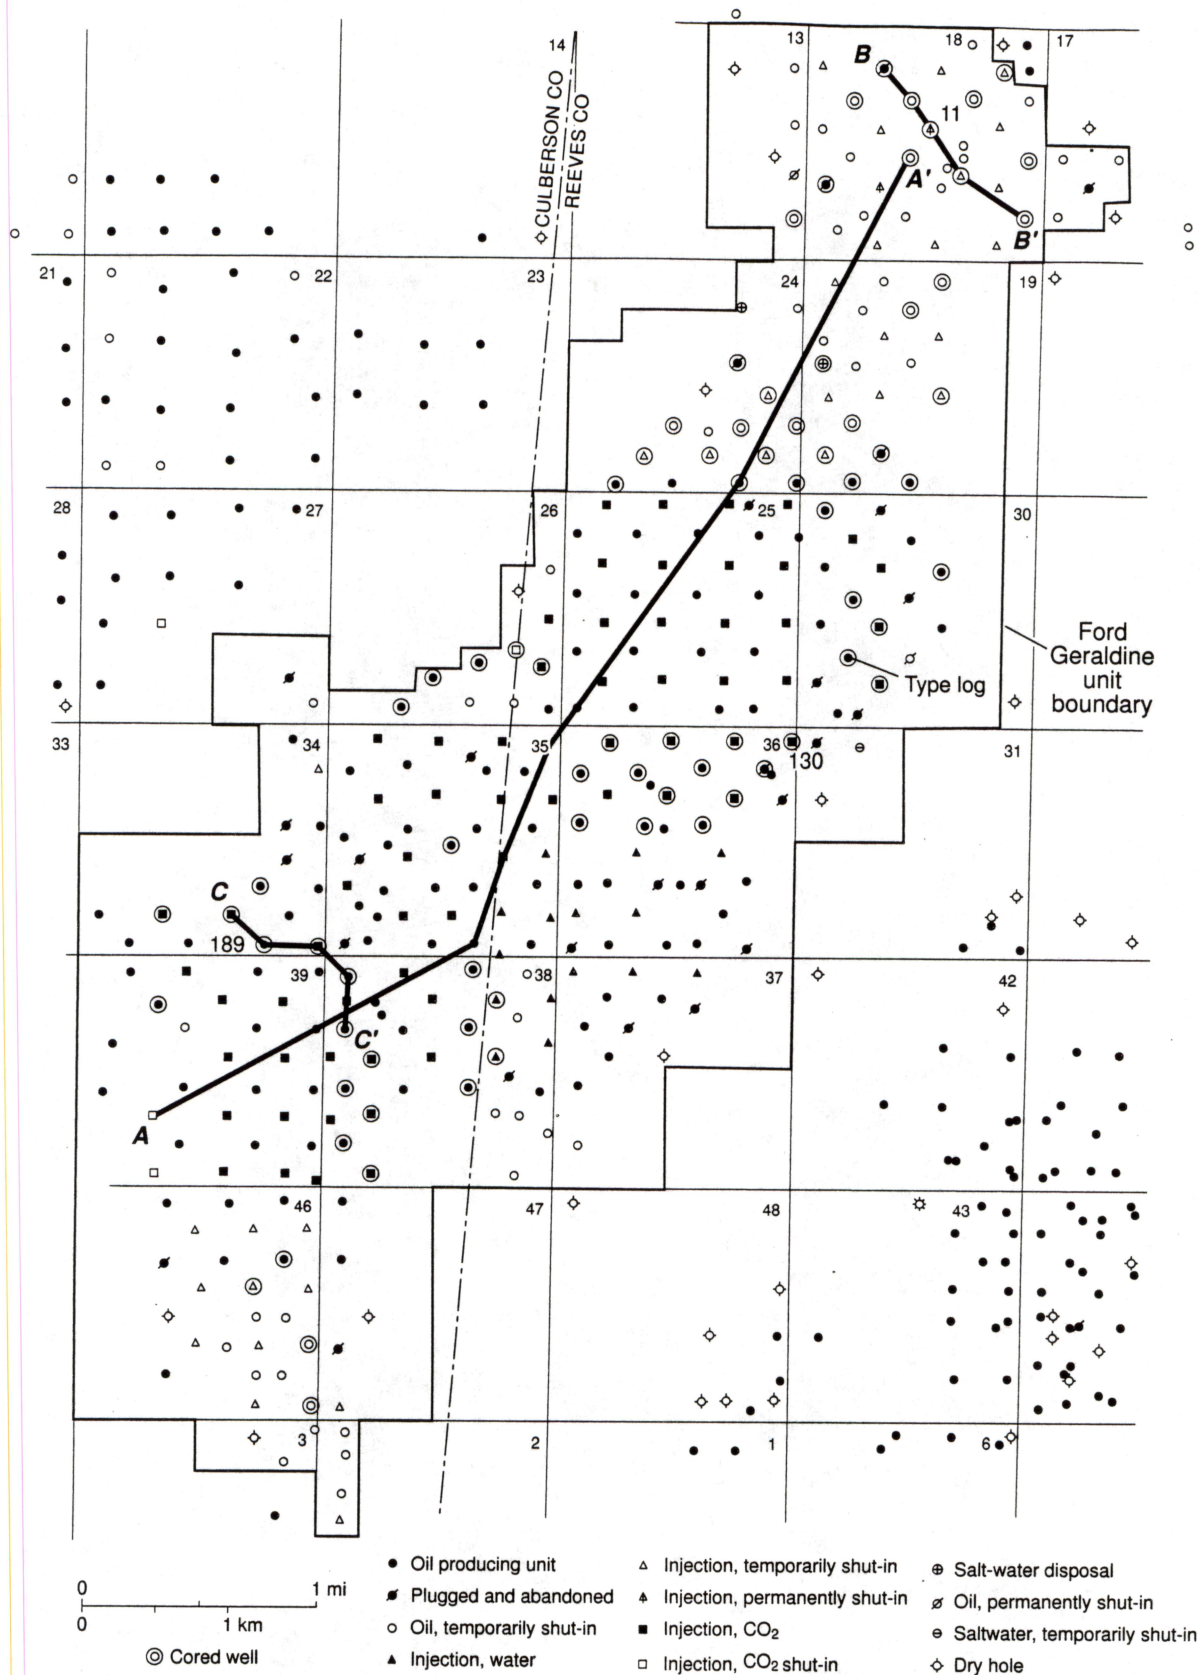 14
13
18
17
B
CULBERSON CO
REEVES CO
11
A'
B'
21
22
23
24
19
28
27
26
25
30
Ford
Geraldine
unit
boundary
Type log
33
34
35
36
31
130
C
189
39
38
37
42
C'
A
46
47
48
43
3
2
1
6
0 1 mi
0 1 km
Cored well
Oil producing unit
Plugged and abandoned
Oil, temporarily shut-in
Injection, water
Injection, temporarily shut-in
Injection, permanently shut-in
Injection, CO₂
Injection, CO₂ shut-in
Salt-water disposal
Oil, permanently shut-in
Saltwater, temporarily shut-in
Dry hole